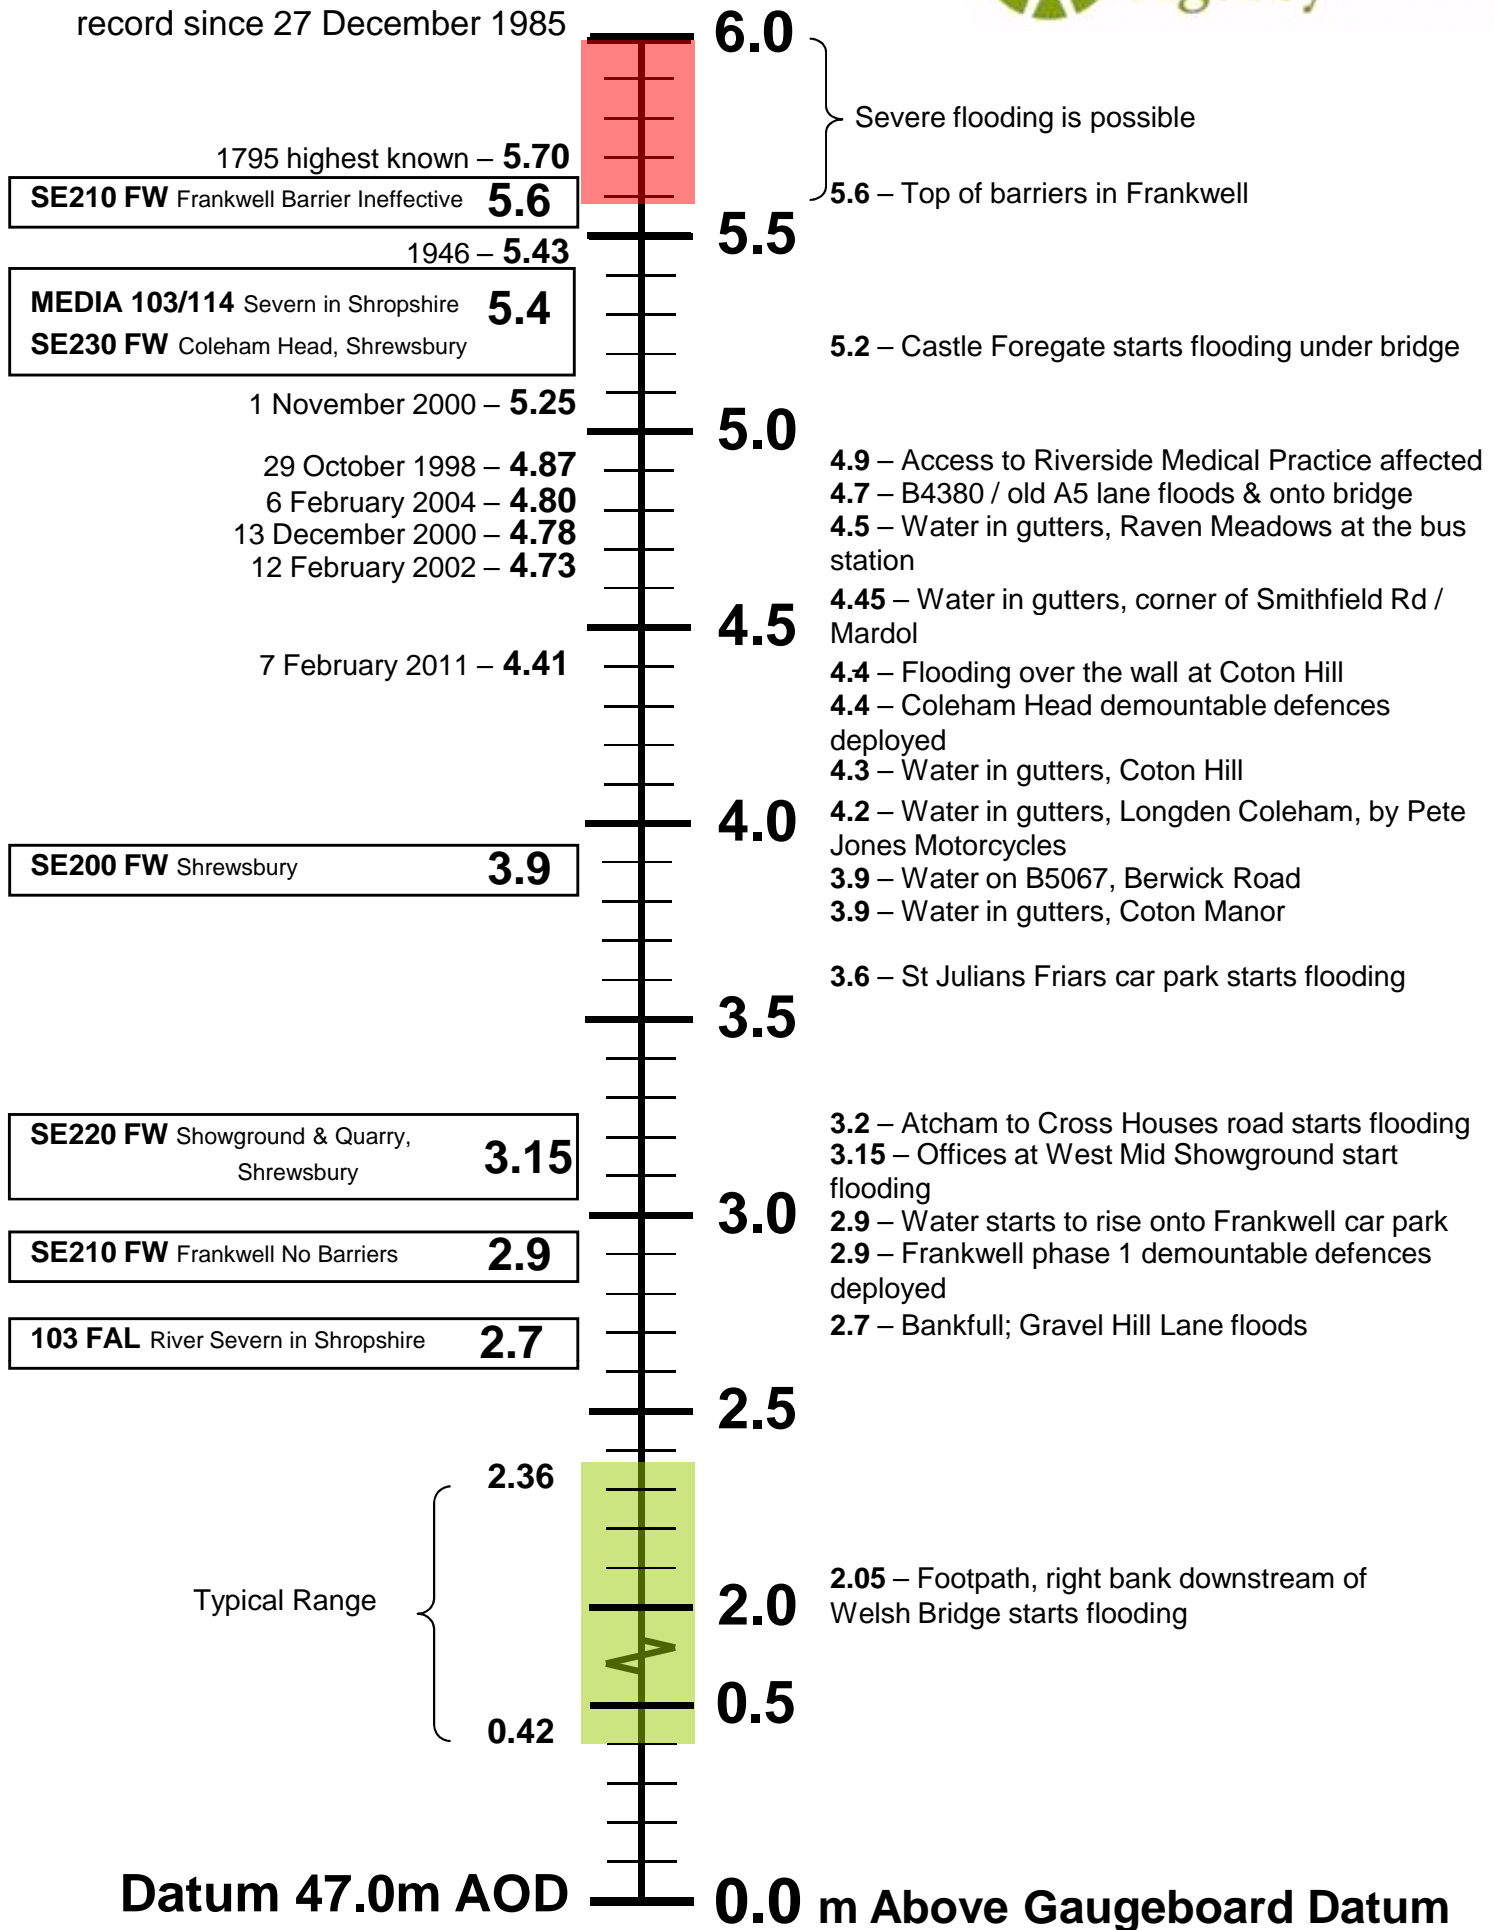 record since 27 December 1985
6.0
Severe flooding is possible
1795 highest known – 5.70
SE210 FW Frankwell Barrier Ineffective 5.6
5.6 – Top of barriers in Frankwell
5.5
1946 – 5.43
MEDIA 103/114 Severn in Shropshire 5.4
SE230 FW Coleham Head, Shrewsbury
5.2 – Castle Foregate starts flooding under bridge
1 November 2000 – 5.25
5.0
29 October 1998 – 4.87
6 February 2004 – 4.80
13 December 2000 – 4.78
12 February 2002 – 4.73
4.9 – Access to Riverside Medical Practice affected
4.7 – B4380 / old A5 lane floods & onto bridge
4.5 – Water in gutters, Raven Meadows at the bus
station
4.45 – Water in gutters, corner of Smithfield Rd /
Mardol
4.5
7 February 2011 – 4.41
4.4 – Flooding over the wall at Coton Hill
4.4 – Coleham Head demountable defences
deployed
4.3 – Water in gutters, Coton Hill
4.0
4.2 – Water in gutters, Longden Coleham, by Pete
Jones Motorcycles
SE200 FW Shrewsbury 3.9
3.9 – Water on B5067, Berwick Road
3.9 – Water in gutters, Coton Manor
3.6 – St Julians Friars car park starts flooding
3.5
SE220 FW Showground & Quarry,
Shrewsbury
3.15
3.2 – Atcham to Cross Houses road starts flooding
3.15 – Offices at West Mid Showground start
flooding
3.0
2.9 – Water starts to rise onto Frankwell car park
SE210 FW Frankwell No Barriers 2.9
2.9 – Frankwell phase 1 demountable defences
deployed
103 FAL River Severn in Shropshire 2.7
2.7 – Bankfull; Gravel Hill Lane floods
2.5
2.36
Typical Range
2.0
2.05 – Footpath, right bank downstream of
Welsh Bridge starts flooding
0.5
0.42
Datum 47.0m AOD
0.0 m Above Gaugeboard Datum